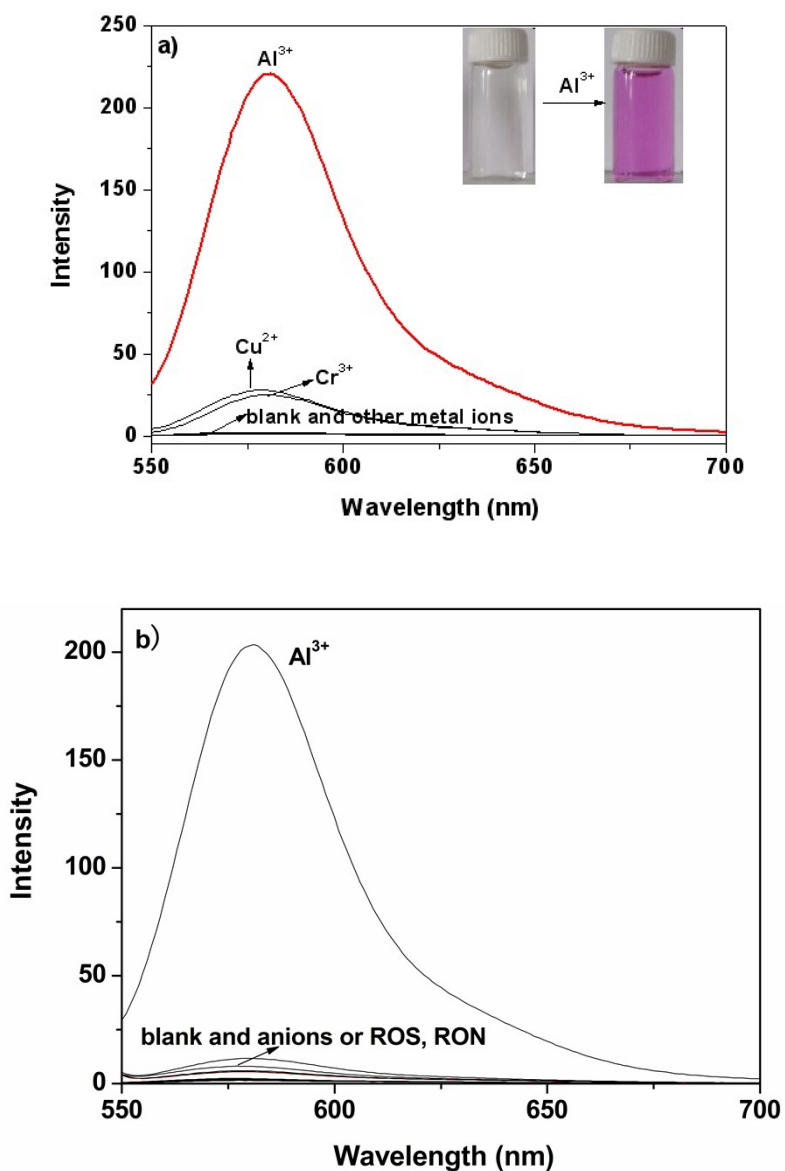 a)
Al³⁺
Al³⁺
Cu²⁺
Cr³⁺
blank and other metal ions
250
200
150
100
50
0
550
600
650
700
Intensity
Wavelength (nm)
b)
Al³⁺
blank and anions or ROS, RON
200
150
100
50
0
550
600
650
700
Intensity
Wavelength (nm)